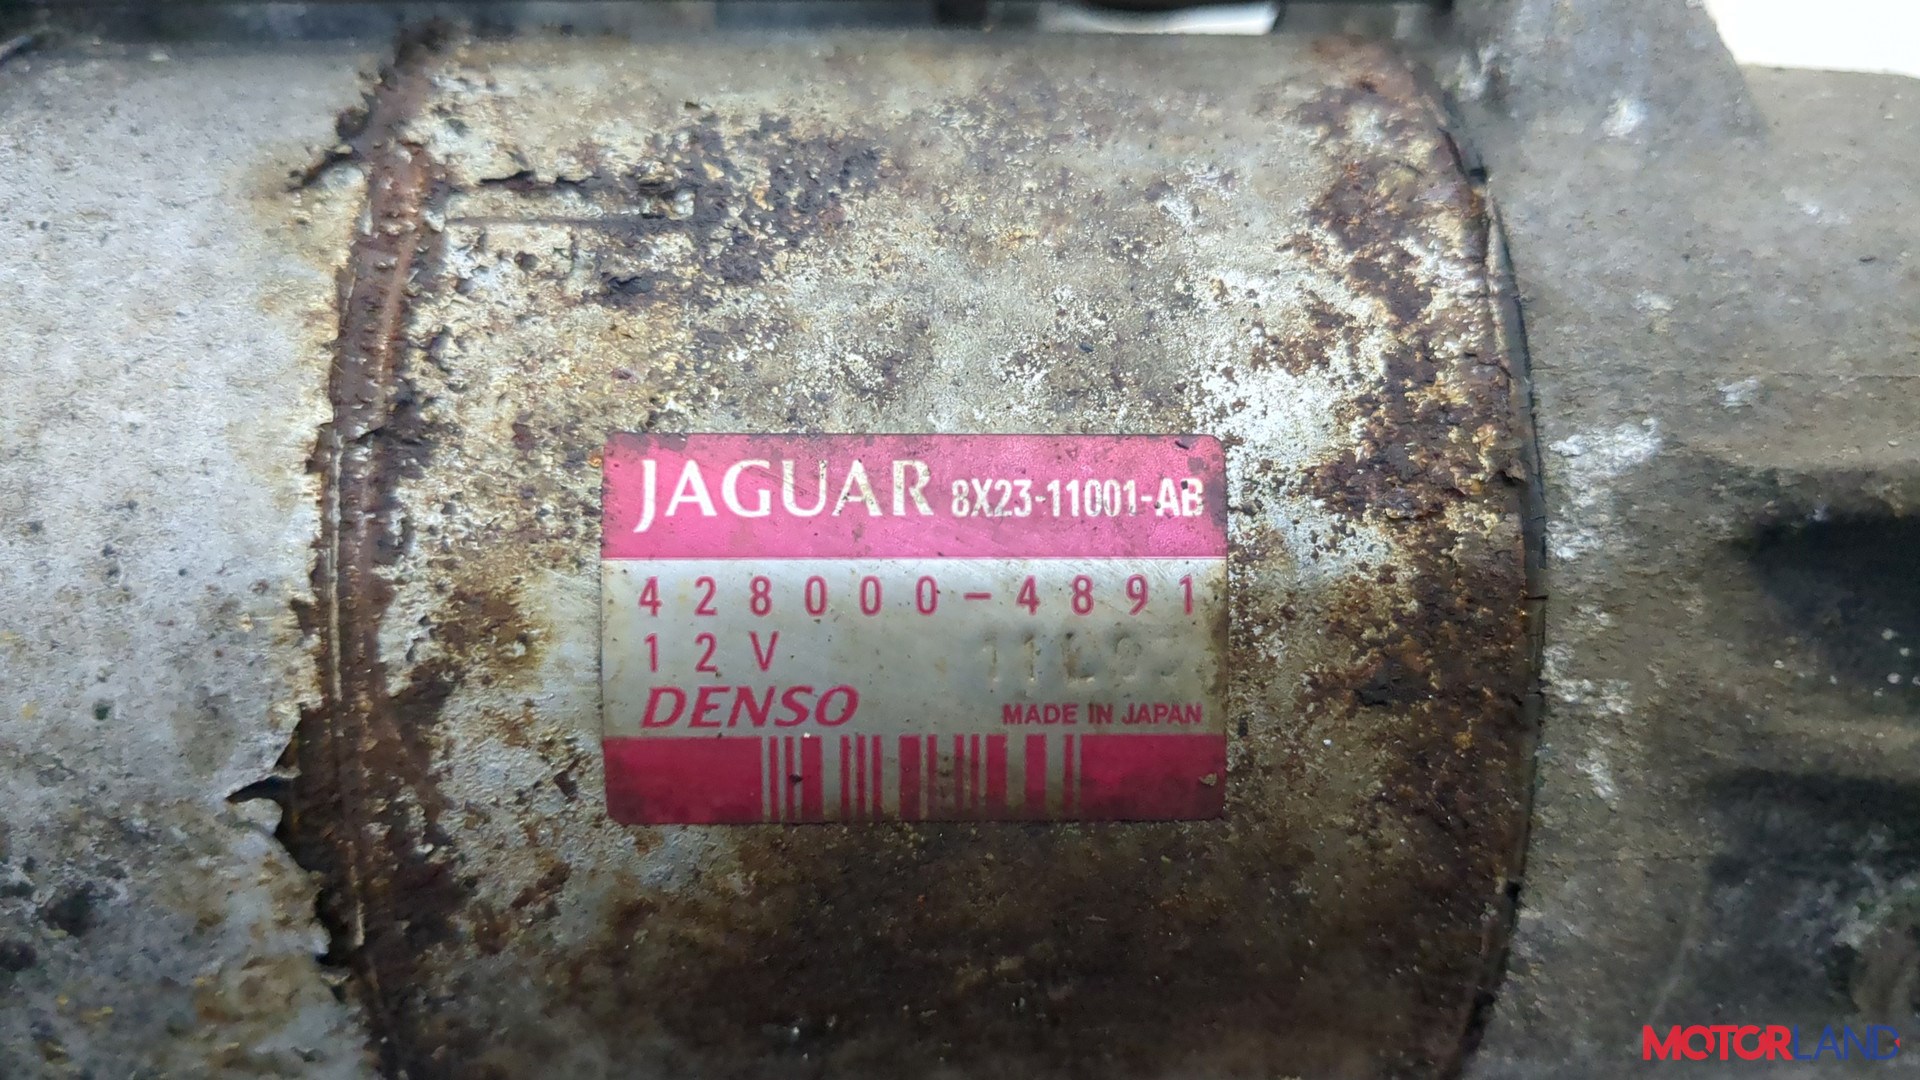 JAGUAR 8X23-11001-AB
428000-4891
12V
DENSO MADE IN JAPAN
MOTORLAND